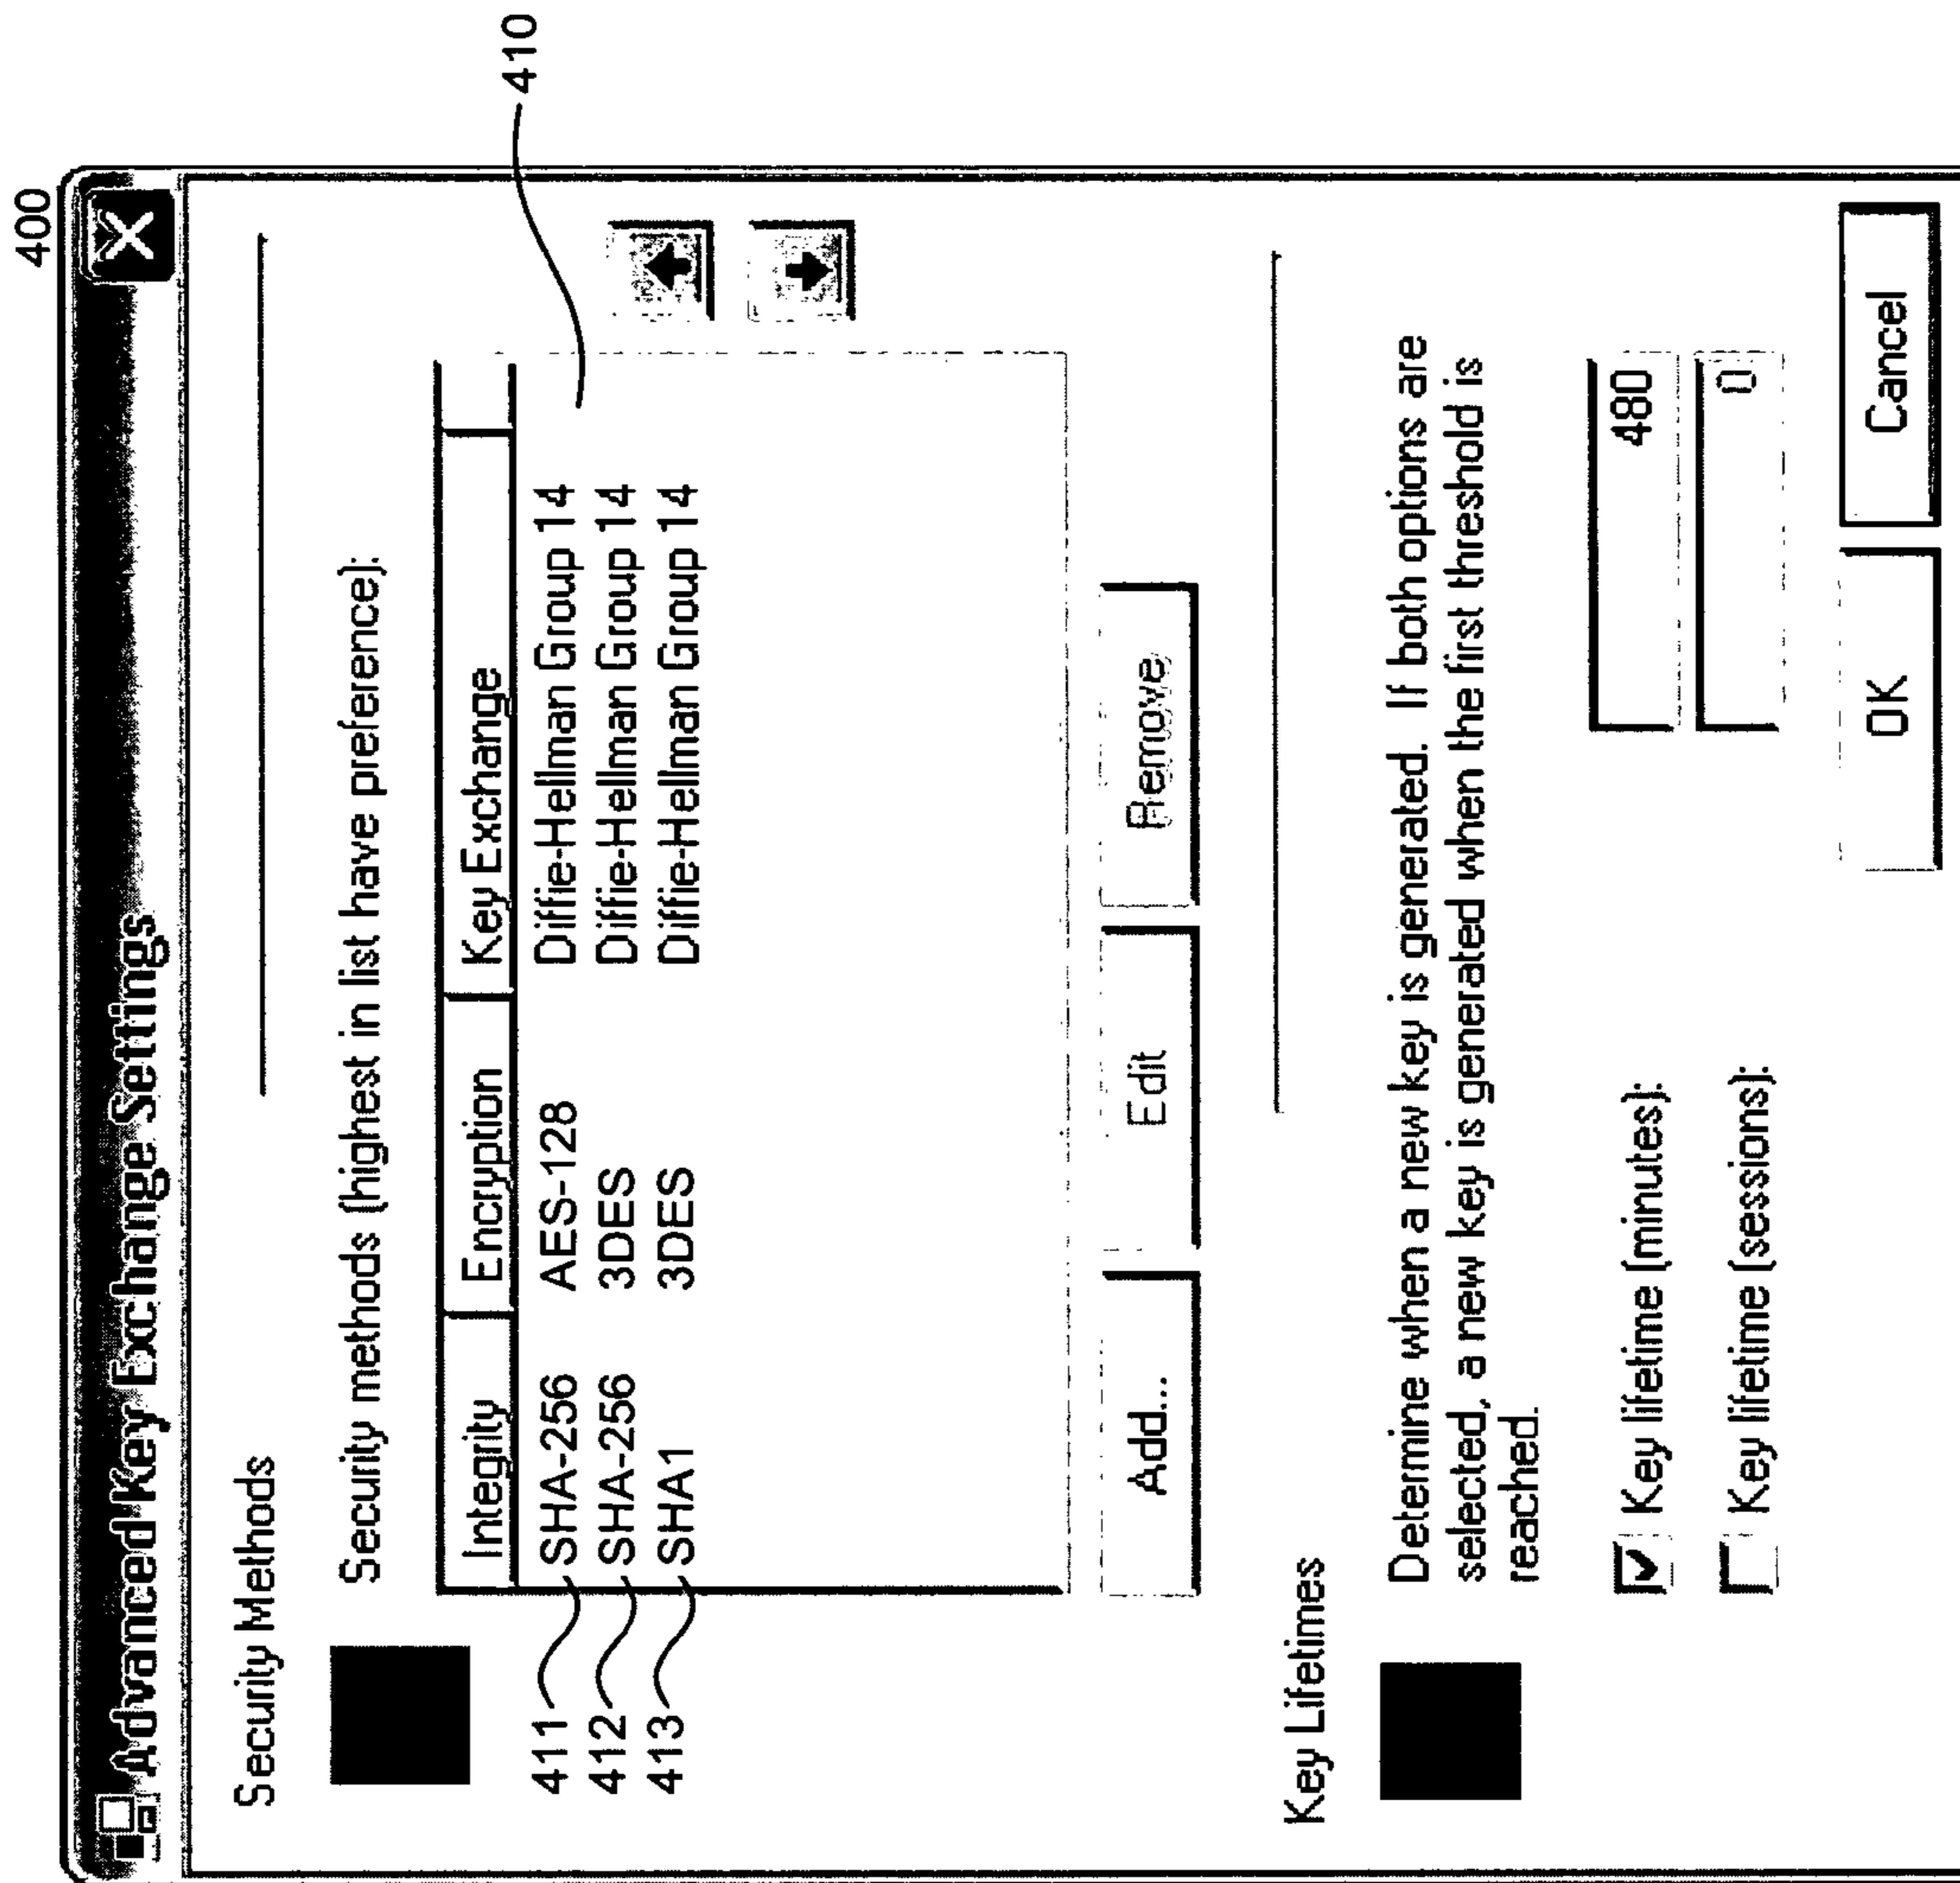 400
Advanced Key Exchange Settings
Security Methods
Security methods (highest in list have preference):
410
Integrity Encryption Key Exchange
411 SHA-256 AES-128 Diffie-Hellman Group 14
412 SHA-256 3DES Diffie-Hellman Group 14
413 SHA1 3DES Diffie-Hellman Group 14
Add... Edit Remove
Key Lifetimes
Determine when a new key is generated. If both options are
selected, a new key is generated when the first threshold is
reached.
Key lifetime (minutes): 480
Key lifetime (sessions): 0
OK Cancel